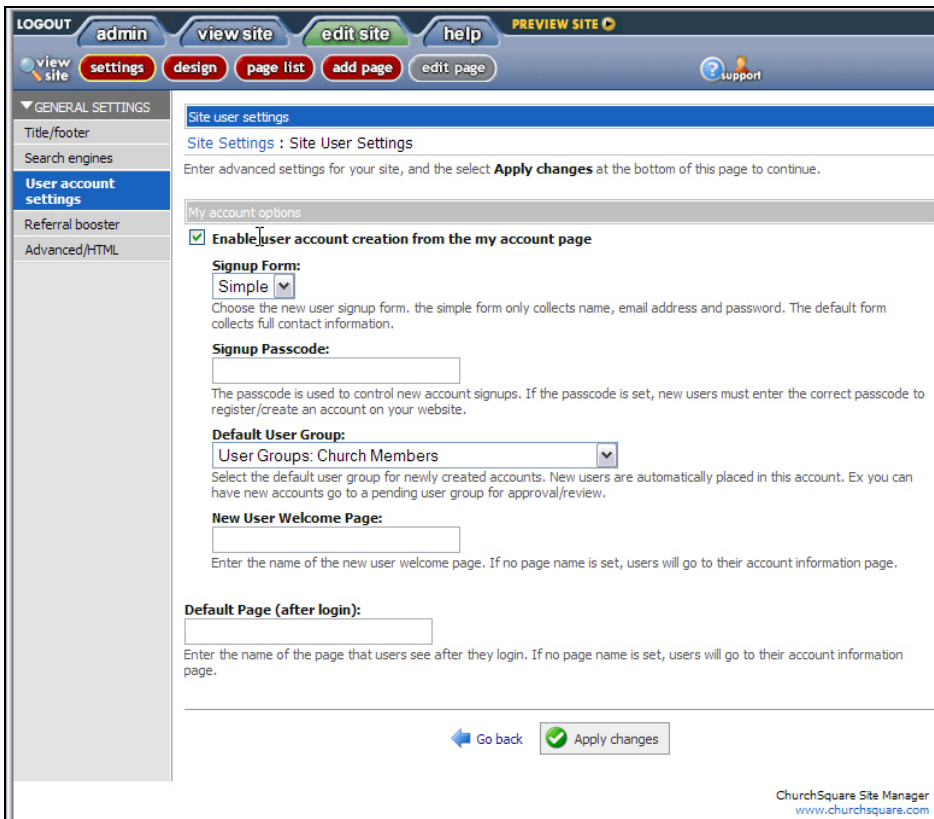 LOGOUT admin view site edit site help PREVIEW SITE
view site settings design page list add page edit page support
GENERAL SETTINGS
Title/footer
Search engines
User account
settings
Referral booster
Advanced/HTML
Site user settings
Site Settings : Site User Settings
Enter advanced settings for your site, and the select Apply changes at the bottom of this page to continue.
My account options
Enable user account creation from the my account page
Signup Form:
Simple
Choose the new user signup form. the simple form only collects name, email address and password. The default form
collects full contact information.
Signup Passcode:
The passcode is used to control new account signups. If the passcode is set, new users must enter the correct passcode to
register/create an account on your website.
Default User Group:
User Groups: Church Members
Select the default user group for newly created accounts. New users are automatically placed in this account. Ex you can
have new accounts go to a pending user group for approval/review.
New User Welcome Page:
Enter the name of the new user welcome page. If no page name is set, users will go to their account information page.
Default Page (after login):
Enter the name of the page that users see after they login. If no page name is set, users will go to their account information
page.
Go back Apply changes
ChurchSquare Site Manager
www.churchsquare.com